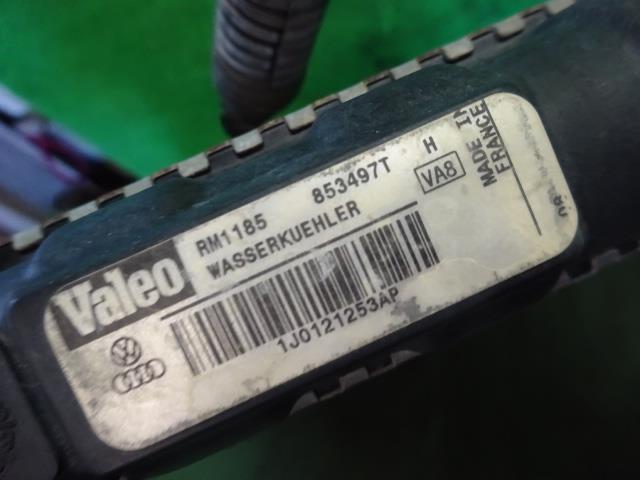 Valeo
RM1185 853497T H
WASSERKUEHLER VA8
1J0121253AP
MADE IN
FRANCE